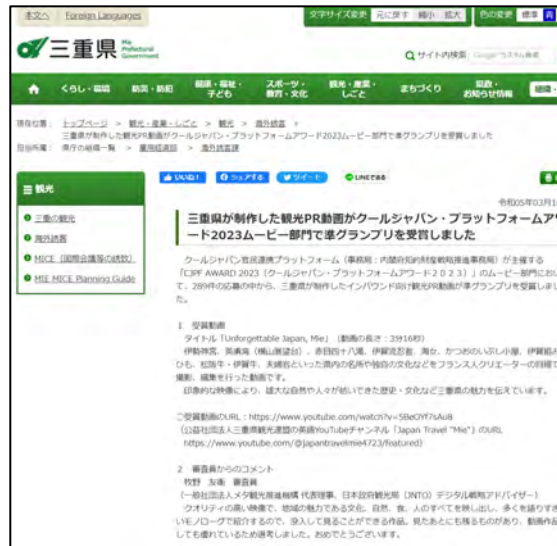 本文へ Foreign Languages
文字サイズ変更 元に戻す 縮小 拡大 色の変更 標準 青
三重県 Mie Prefectural Government
サイト内検索
くらし・環境 防災・防犯 健康・福祉・子ども スポーツ・教育・文化 観光・産業・しごと まちづくり 県政・お知らせ情報
現在位置： トップページ > 観光・産業・しごと > 観光 > 海外誘客 >
三重県が制作した観光PR動画がクールジャパン・プラットフォームアワード2023ムービー部門で準グランプリを受賞しました
担当所属： 県庁の組織一覧 > 雇用経済部 > 海外誘客課
いいね! シェアする ツイート LINEで送る
観光
三重の観光
海外誘客
MICE（国際会議等の誘致）
MIE MICE Planning Guide
令和05年03月
三重県が制作した観光PR動画がクールジャパン・プラットフォームア
ード2023ムービー部門で準グランプリを受賞しました
クールジャパン官民連携プラットフォーム（事務局：内閣府知的財産戦略推進事務局）が主催する
「CJPF AWARD 2023（クールジャパン・プラットフォームアワード２０２３）」のムービー部門におい
て、289件の応募の中から、三重県が制作したインバウンド向け観光PR動画が準グランプリを受賞しまし
た。
１ 受賞動画
タイトル「Unforgettable Japan, Mie」（動画の長さ：3分16秒）
伊勢神宮、英虞湾（横山展望台）、赤目四十八滝、伊賀流忍者、海女、かつおのいぶし小屋、伊賀組
ひも、松阪牛・伊賀牛、夫婦岩といった県内の名所や独自の文化などをフランス人クリエーターの目線で
撮影、編集を行った動画です。
印象的な映像により、雄大な自然や人々が紡いできた歴史・文化など三重県の魅力を伝えています。
○受賞動画のURL：https://www.youtube.com/watch?v=
（公益社団法人三重県観光連盟の英語YouTubeチャンネル「Japan Travel "Mie"」のURL
https://www.youtube.com/@japantravelmie4723/featured）
２ 審査員からのコメント
牧野 友衛 審査員
（一般社団法人メタ観光推進機構 代表理事、日本政府観光局（JNTO）デジタル戦略アドバイザー）
クオリティの高い映像で、地域の魅力である文化、自然、食、人のすべてを映し出し、多くを語りすぎ
いモノローグで紹介するので、没入して見ることができる作品。見たあとにも残るものがあり、動画作品
しても優れているため選考しました。おめでとうございます。